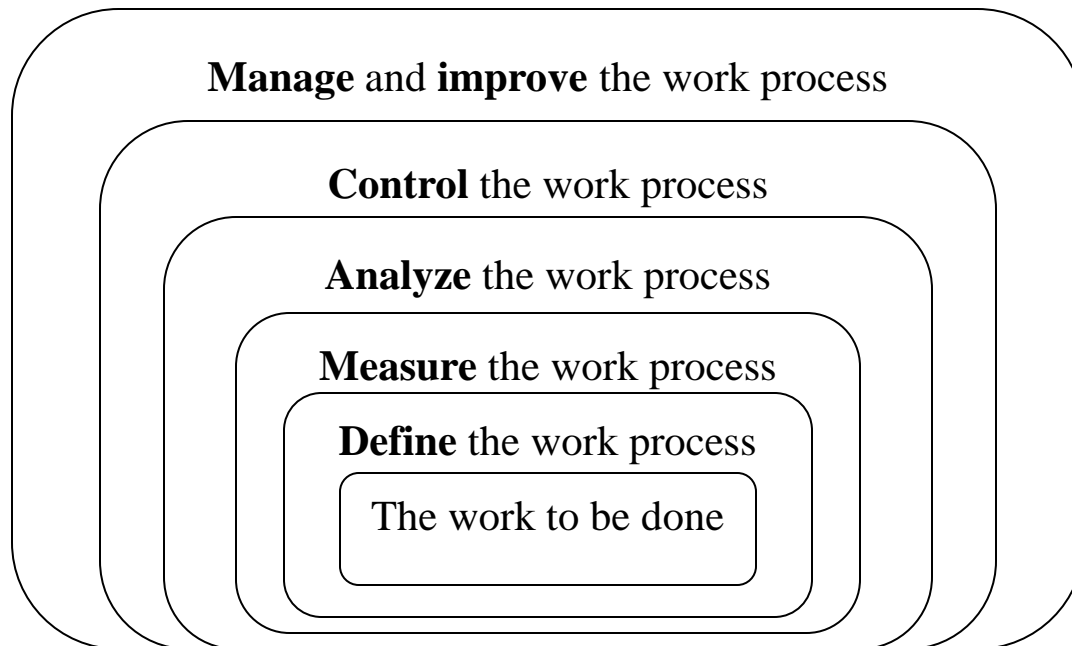 Manage and improve the work process
Control the work process
Analyze the work process
Measure the work process
Define the work process
The work to be done